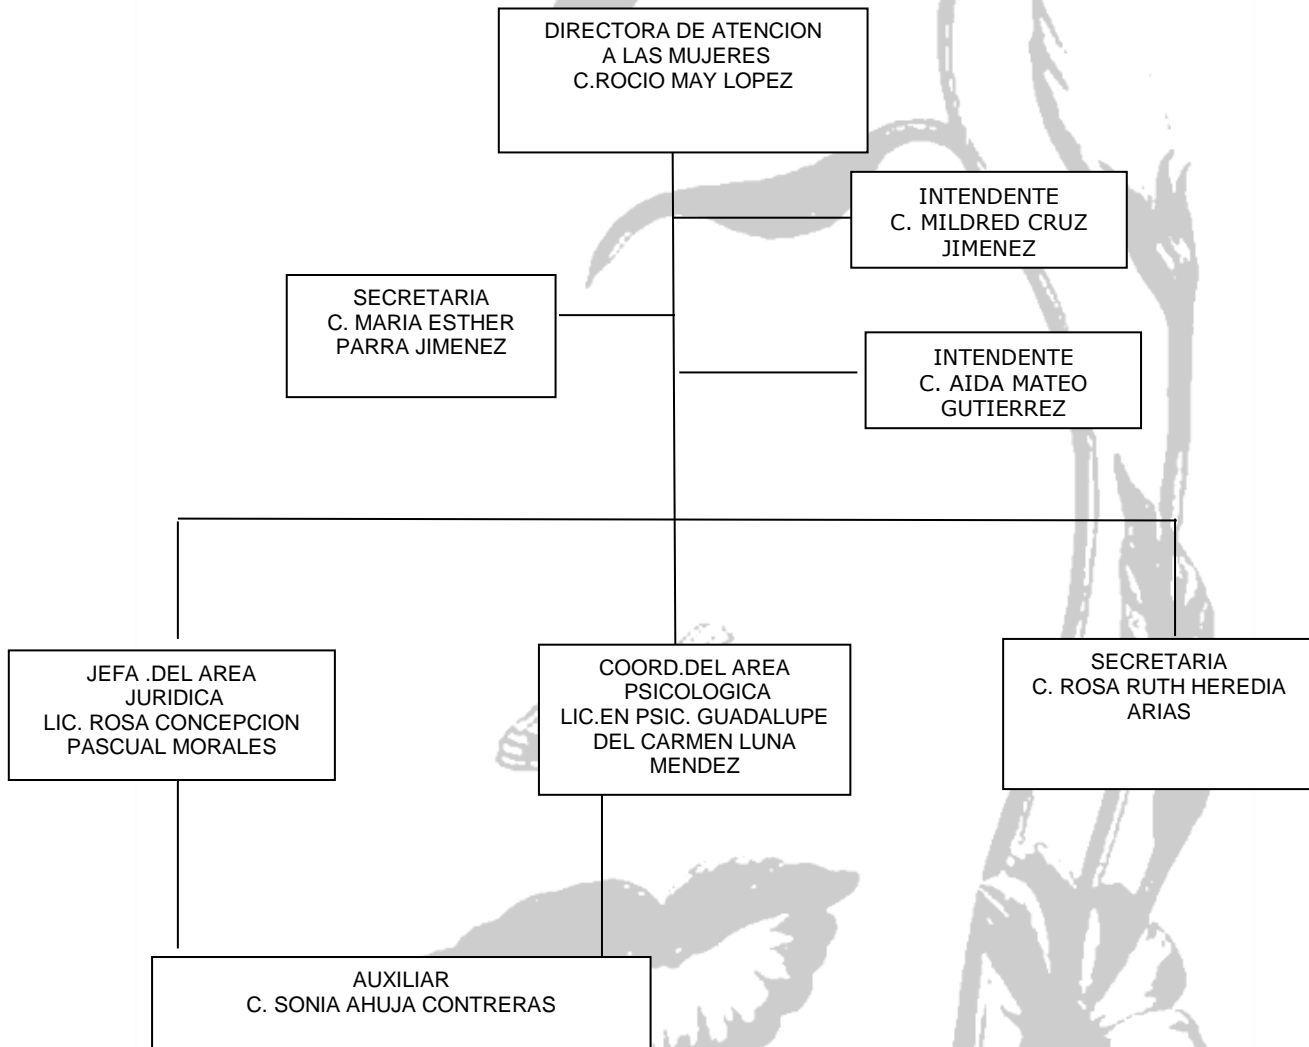 DIRECTORA DE ATENCION
A LAS MUJERES
C.ROCIO MAY LOPEZ
INTENDENTE
C. MILDRED CRUZ
JIMENEZ
SECRETARIA
C. MARIA ESTHER
PARRA JIMENEZ
INTENDENTE
C. AIDA MATEO
GUTIERREZ
JEFA .DEL AREA
JURIDICA
LIC. ROSA CONCEPCION
PASCUAL MORALES
COORD.DEL AREA
PSICOLOGICA
LIC.EN PSIC. GUADALUPE
DEL CARMEN LUNA
MENDEZ
SECRETARIA
C. ROSA RUTH HEREDIA
ARIAS
AUXILIAR
C. SONIA AHUJA CONTRERAS